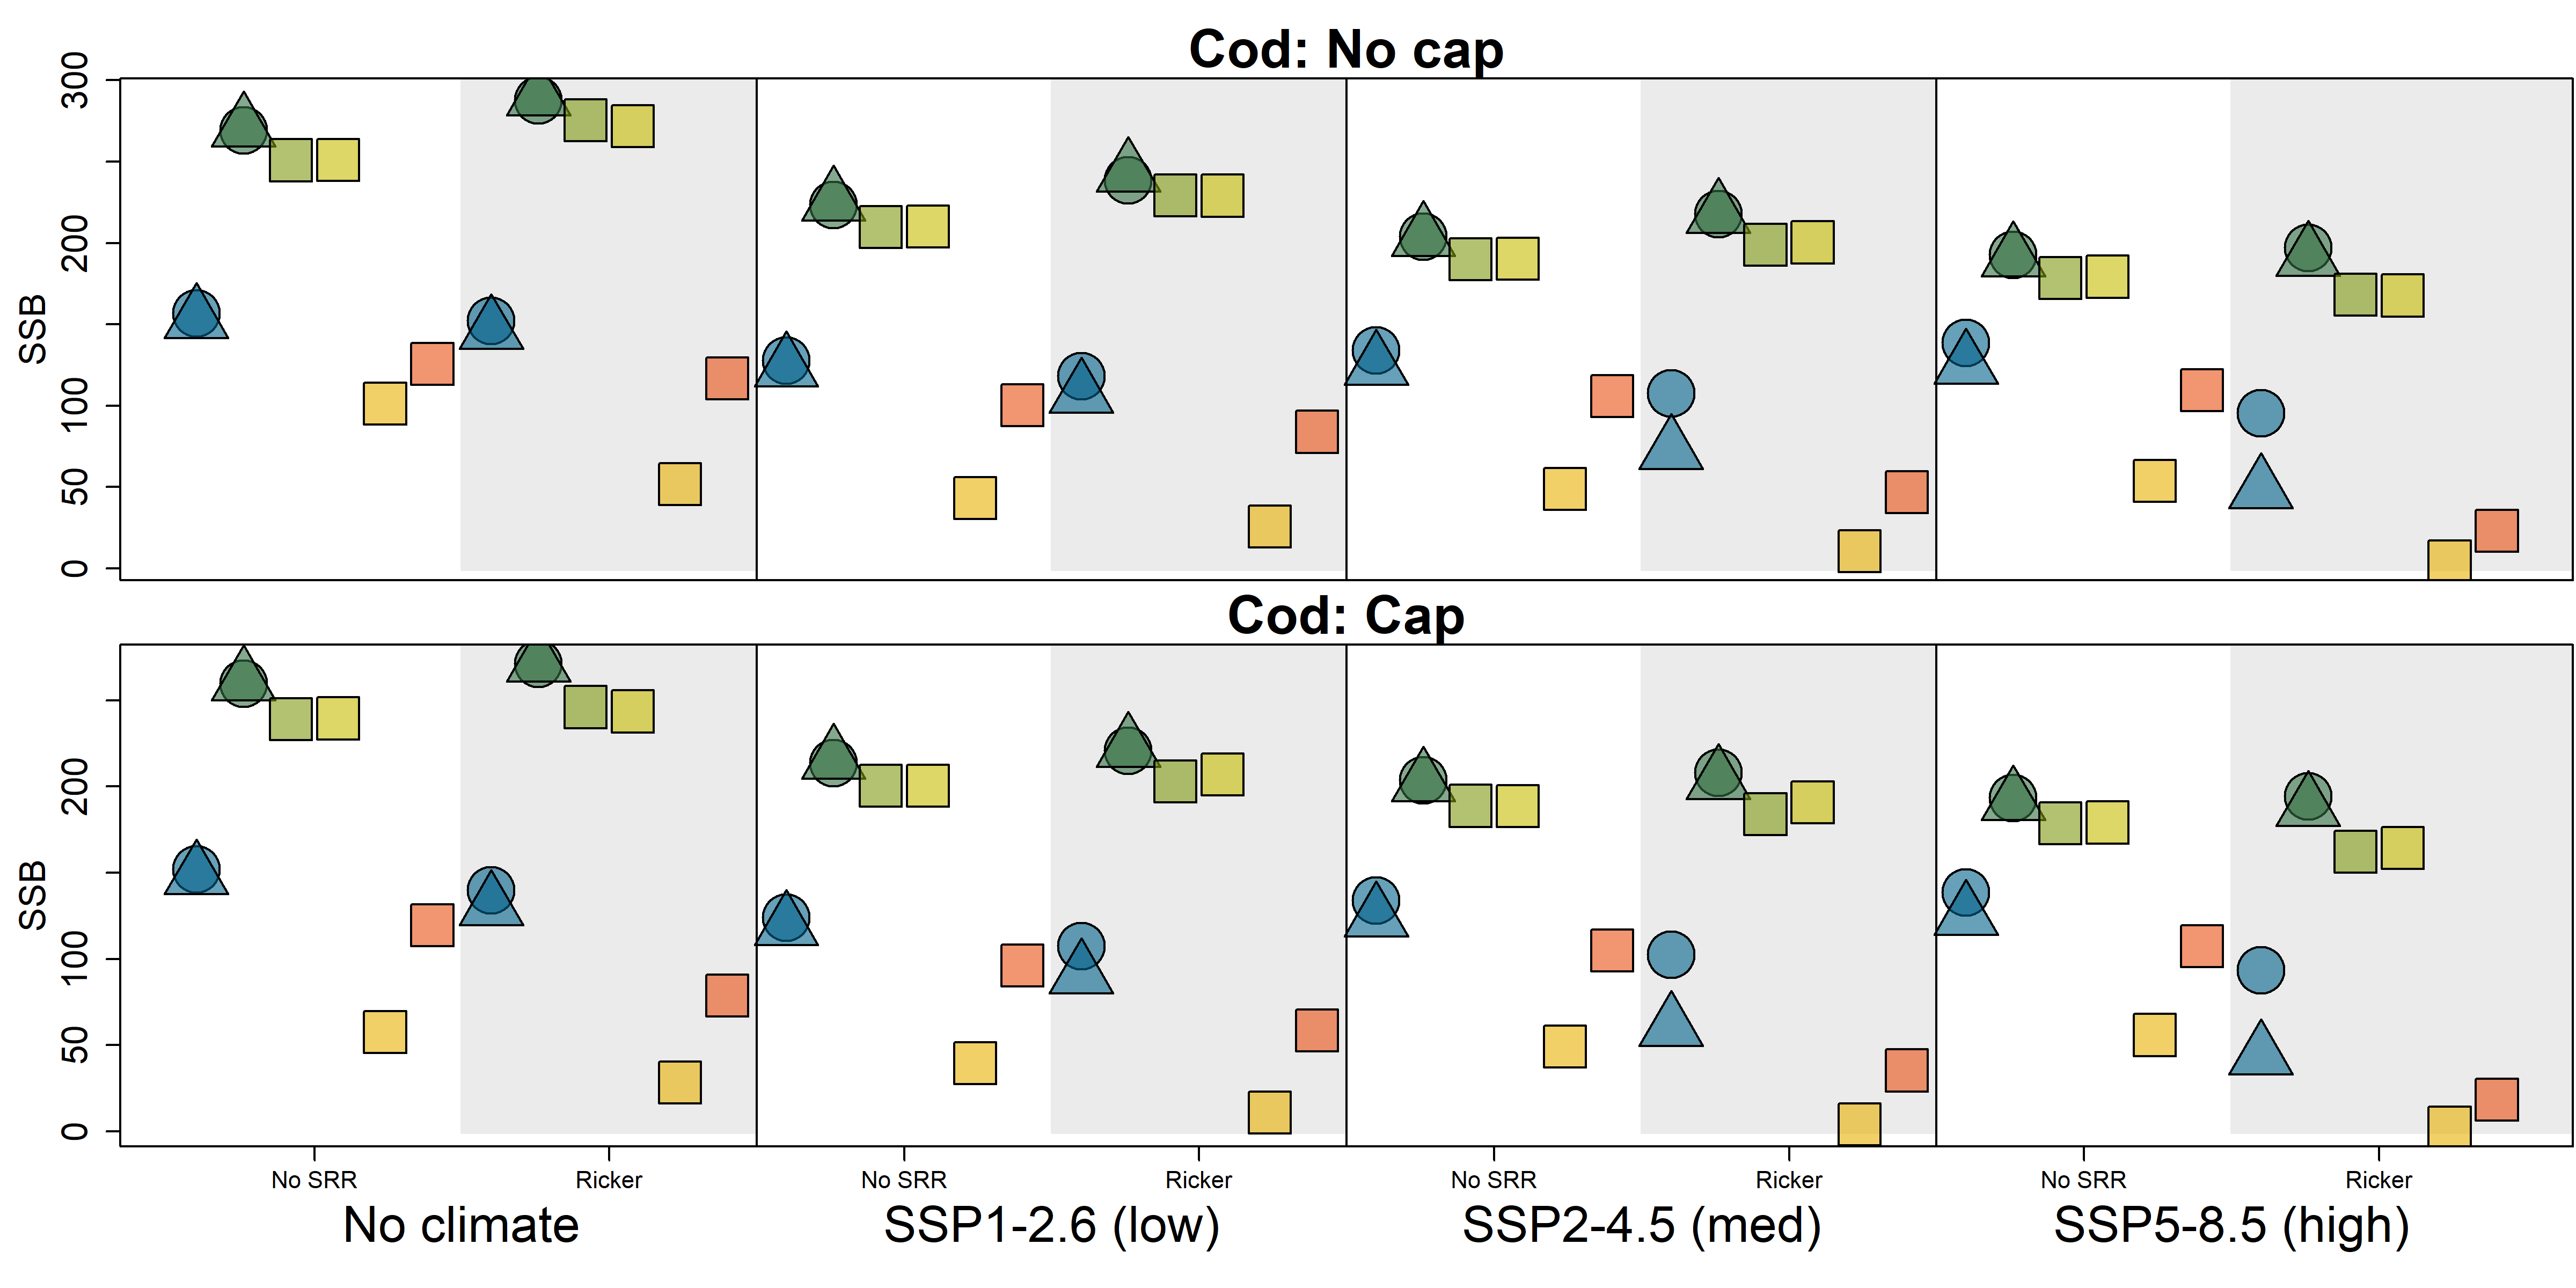 Cod: No cap
SSB
300
200
100
50
0
Cod: Cap
SSB
200
100
50
0
No SRR Ricker No SRR Ricker No SRR Ricker No SRR Ricker
No climate SSP1-2.6 (low) SSP2-4.5 (med) SSP5-8.5 (high)